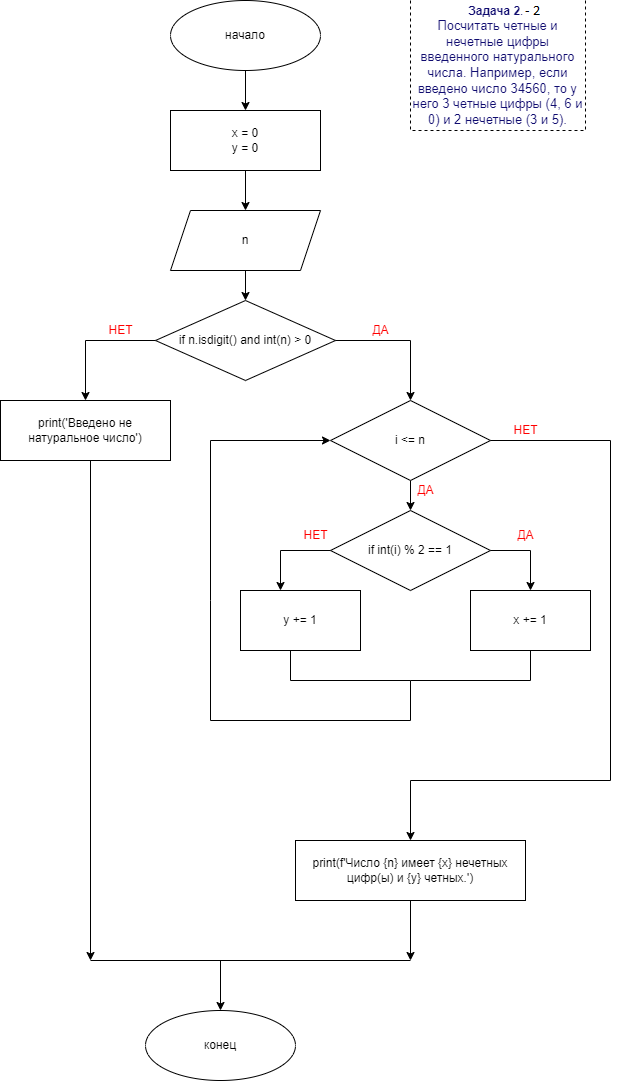 Задача 2. - 2
Посчитать четные и
нечетные цифры
введенного натурального
числа. Например, если
введено число 34560, то у
него 3 четные цифры (4, 6 и
0) и 2 нечетные (3 и 5).
начало
x = 0
y = 0
n
if n.isdigit() and int(n) > 0
НЕТ
ДА
print('Введено не
натуральное число')
i <= n
НЕТ
ДА
if int(i) % 2 == 1
НЕТ
ДА
y += 1
x += 1
print(f'Число {n} имеет {x} нечетных
цифр(ы) и {y} четных.')
конец